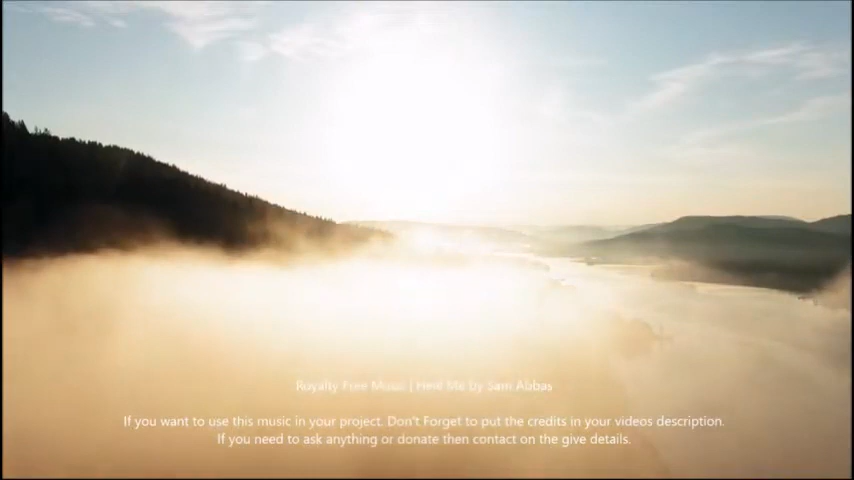 Royalty Free Music | Heal Me by Sam Abbas
If you want to use this music in your project. Don't Forget to put the credits in your videos description.
If you need to ask anything or donate then contact on the give details.